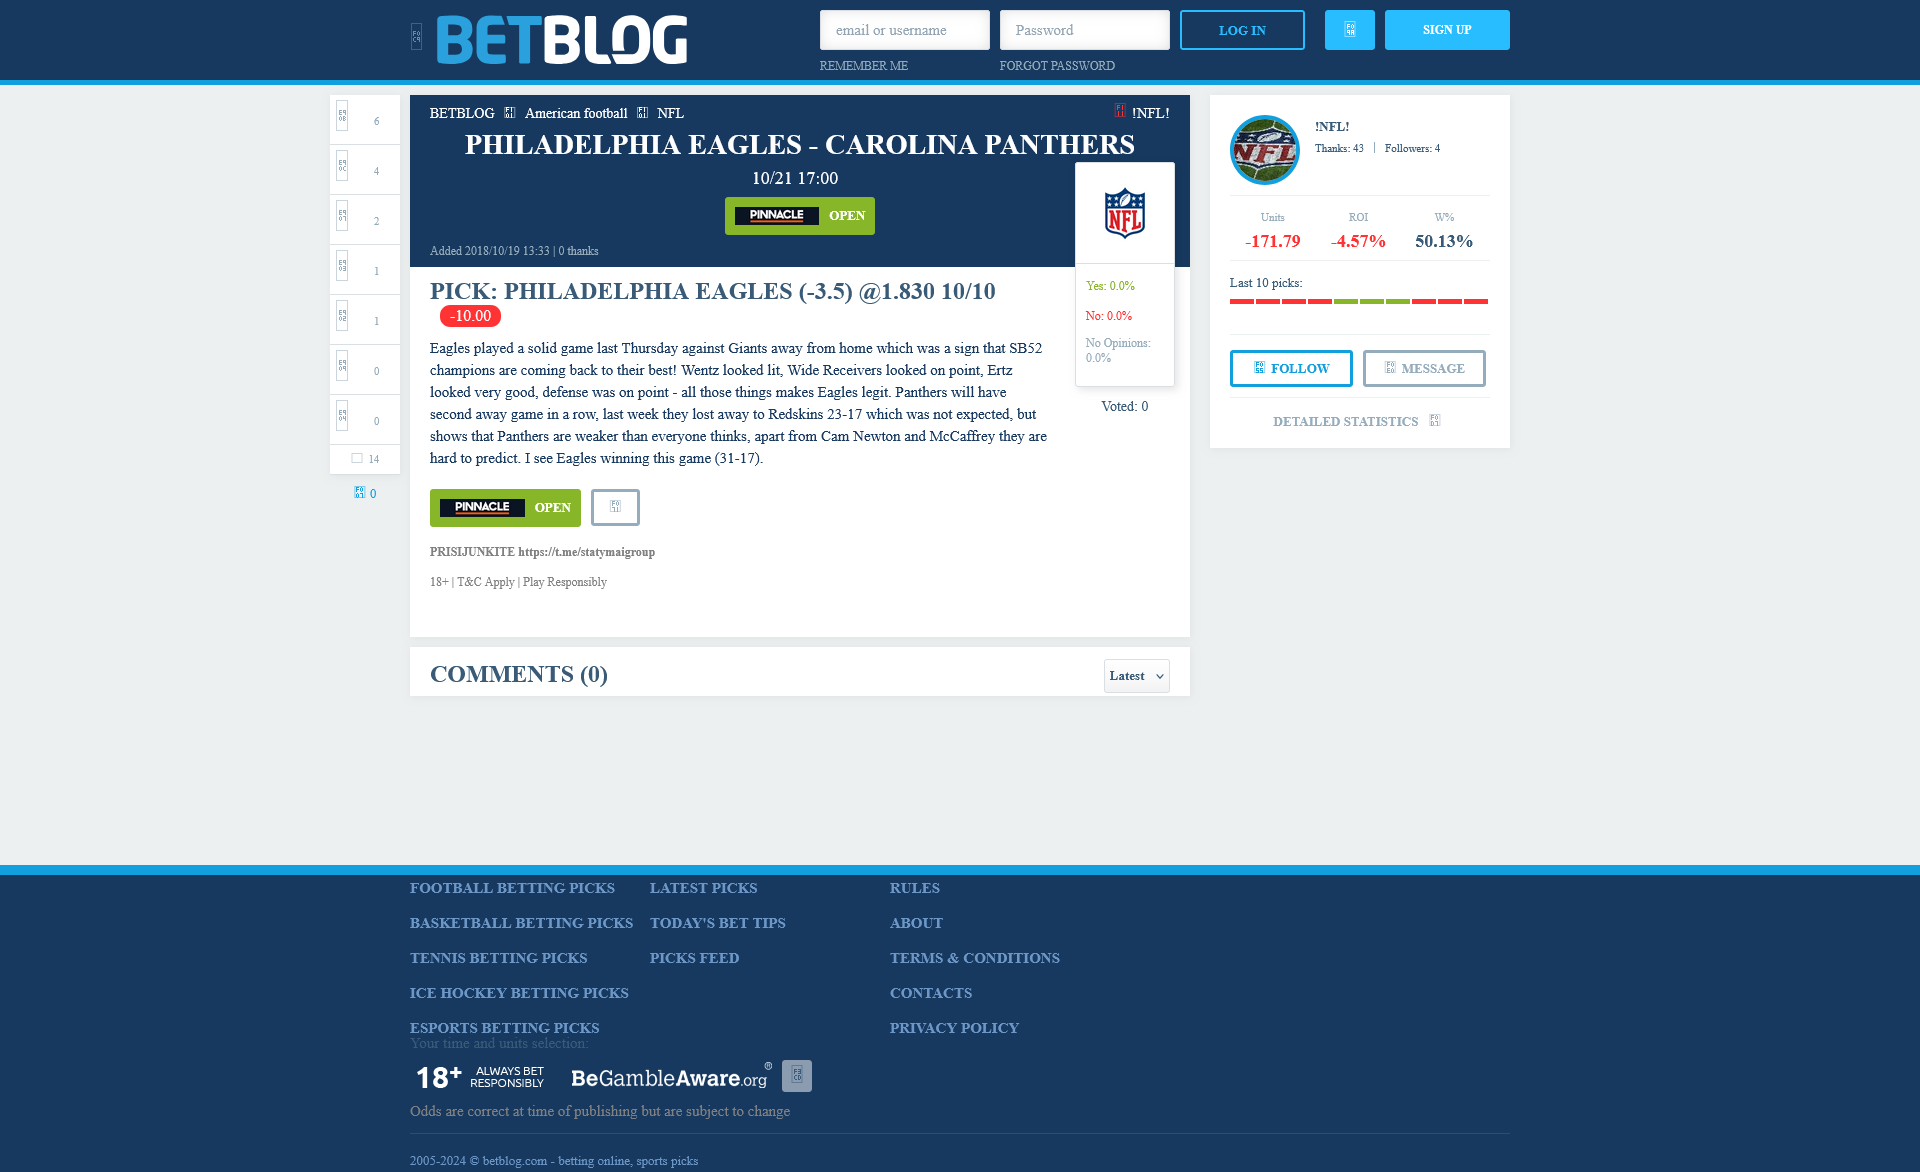 BETBLOG
email or username
Password
LOG IN
SIGN UP
REMEMBER ME
FORGOT PASSWORD
6
4
2
1
1
0
0
14
0
BETBLOG American football NFL
!NFL!
PHILADELPHIA EAGLES - CAROLINA PANTHERS
10/21 17:00
PINNACLE OPEN
Added 2018/10/19 13:33 | 0 thanks
NFL
Yes: 0.0%
No: 0.0%
No Opinions:
0.0%
Voted: 0
PICK: PHILADELPHIA EAGLES (-3.5) @1.830 10/10
-10.00
Eagles played a solid game last Thursday against Giants away from home which was a sign that SB52
champions are coming back to their best! Wentz looked lit, Wide Receivers looked on point, Ertz
looked very good, defense was on point - all those things makes Eagles legit. Panthers will have
second away game in a row, last week they lost away to Redskins 23-17 which was not expected, but
shows that Panthers are weaker than everyone thinks, apart from Cam Newton and McCaffrey they are
hard to predict. I see Eagles winning this game (31-17).
PINNACLE OPEN
PRISIJUNKITE https://t.me/statymaigroup
18+ | T&C Apply | Play Responsibly
COMMENTS (0)
Latest
NFL
!NFL!
Thanks: 43 | Followers: 4
Units ROI W%
-171.79 -4.57% 50.13%
Last 10 picks:
FOLLOW
MESSAGE
DETAILED STATISTICS
FOOTBALL BETTING PICKS
BASKETBALL BETTING PICKS
TENNIS BETTING PICKS
ICE HOCKEY BETTING PICKS
ESPORTS BETTING PICKS
LATEST PICKS
TODAY'S BET TIPS
PICKS FEED
RULES
ABOUT
TERMS & CONDITIONS
CONTACTS
PRIVACY POLICY
Your time and units selection:
18+ ALWAYS BET
RESPONSIBLY
BeGambleAware.org®
Odds are correct at time of publishing but are subject to change
2005-2024 © betblog.com - betting online, sports picks